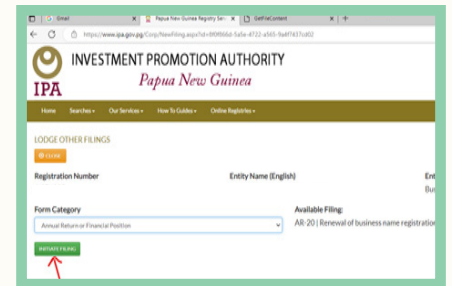 Gmail
Papua New Guinea Registry Serv
GetFileContent
https://www.ipa.gov.pg/Corp/NewFiling.aspx?id=
IPA
INVESTMENT PROMOTION AUTHORITY
Papua New Guinea
Home Searches Our Services How To Guides Online Registries
LODGE OTHER FILINGS
CLOSE
Registration Number Entity Name (English) Ent
Bus
Form Category Available Filing:
Annual Return or Financial Position AR-20 | Renewal of business name registration
INITIATE FILING